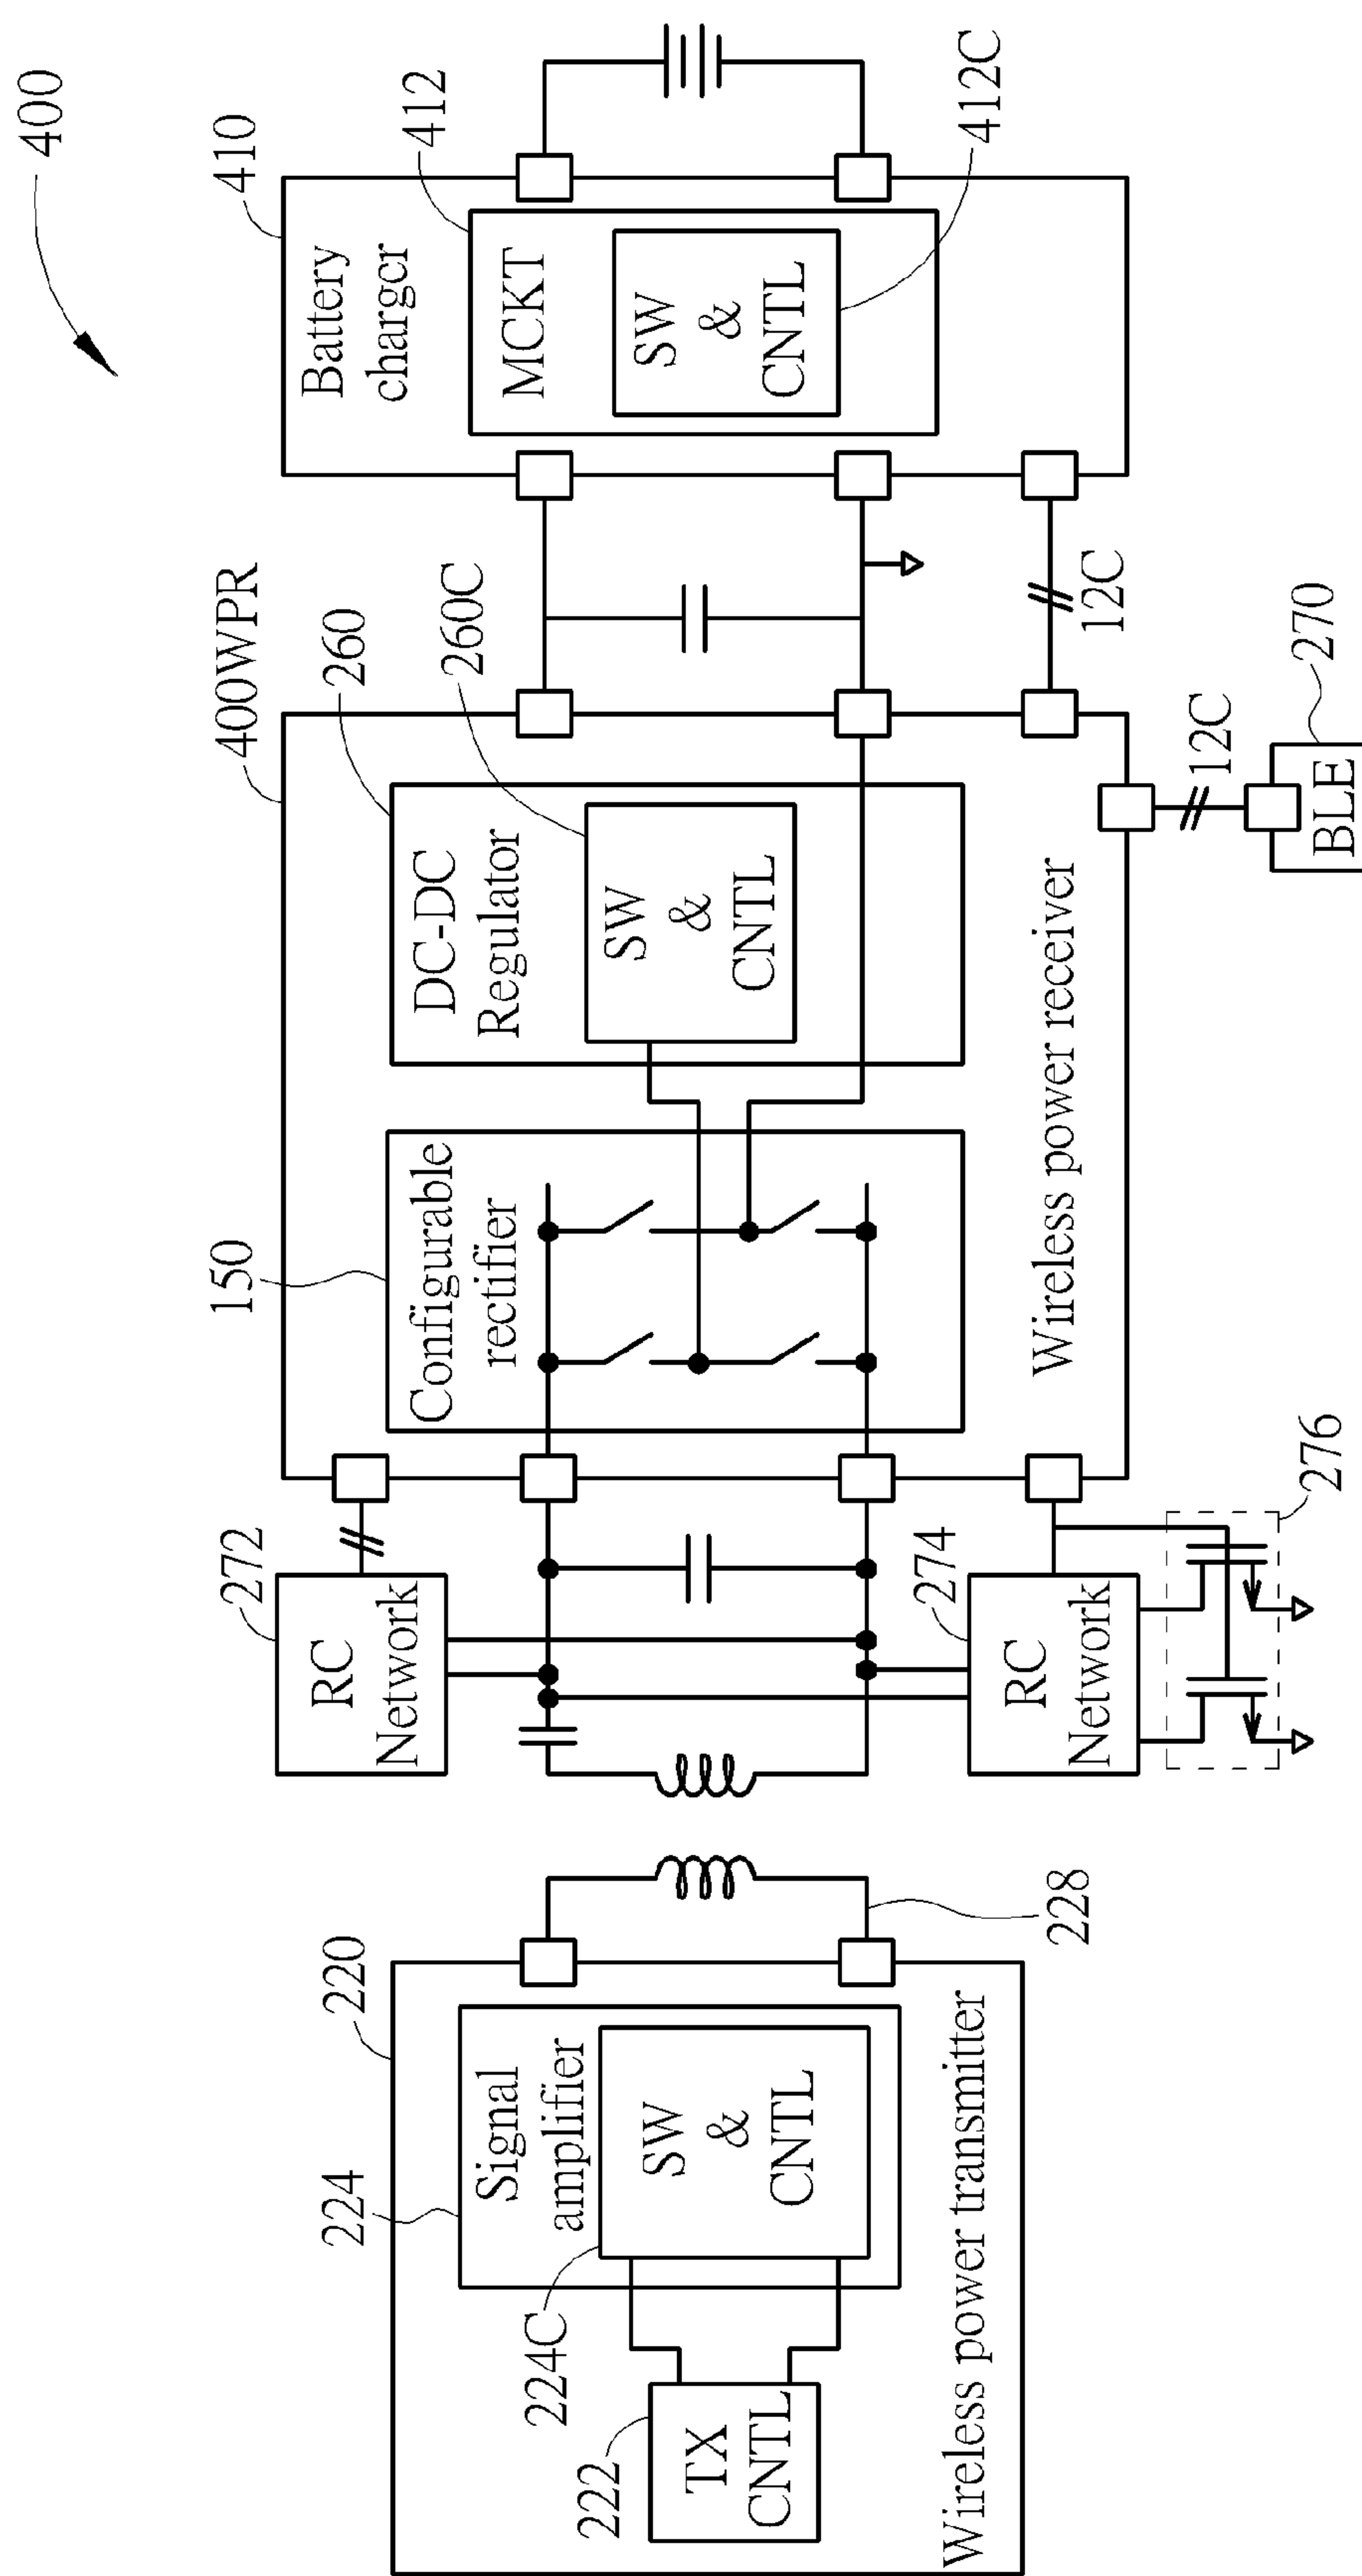 400
220
224
Signal
amplifier
224C
SW
&
CNTL
222
TX
CNTL
Wireless power transmitter
228
272
RC
Network
274
RC
Network
276
400WPR
150
Configurable
rectifier
260
DC-DC
Regulator
260C
SW
&
CNTL
Wireless power receiver
12C
12C
270
BLE
410
Battery
charger
412
MCKT
SW
&
CNTL
412C